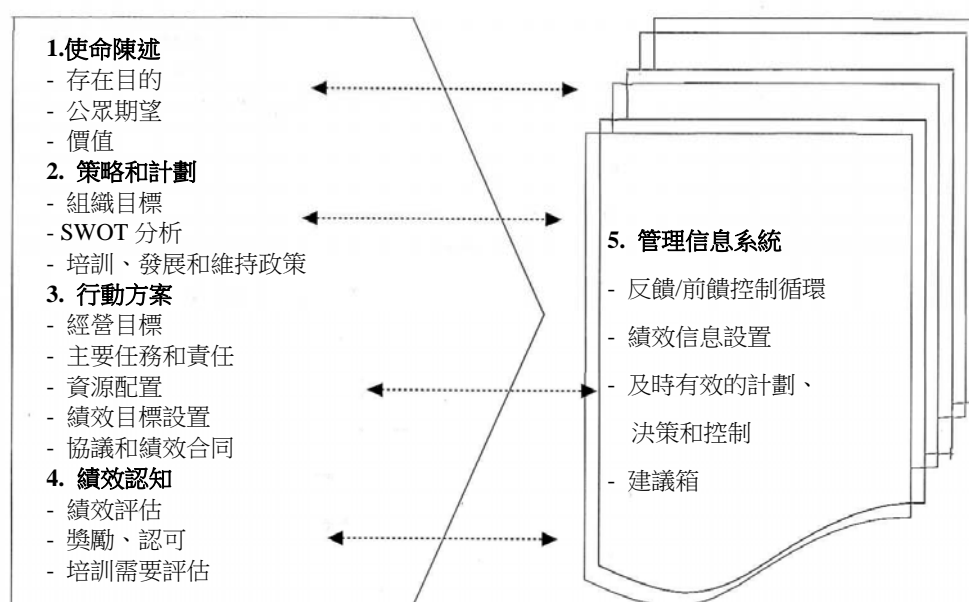 1.使命陳述
- 存在目的
- 公眾期望
- 價值
2. 策略和計劃
- 組織目標
- SWOT 分析
- 培訓、發展和維持政策
3. 行動方案
- 經營目標
- 主要任務和責任
- 資源配置
- 績效目標設置
- 協議和績效合同
4. 績效認知
- 績效評估
- 獎勵、認可
- 培訓需要評估
5. 管理信息系統
- 反饋/前饋控制循環
- 績效信息設置
- 及時有效的計劃、
決策和控制
- 建議箱